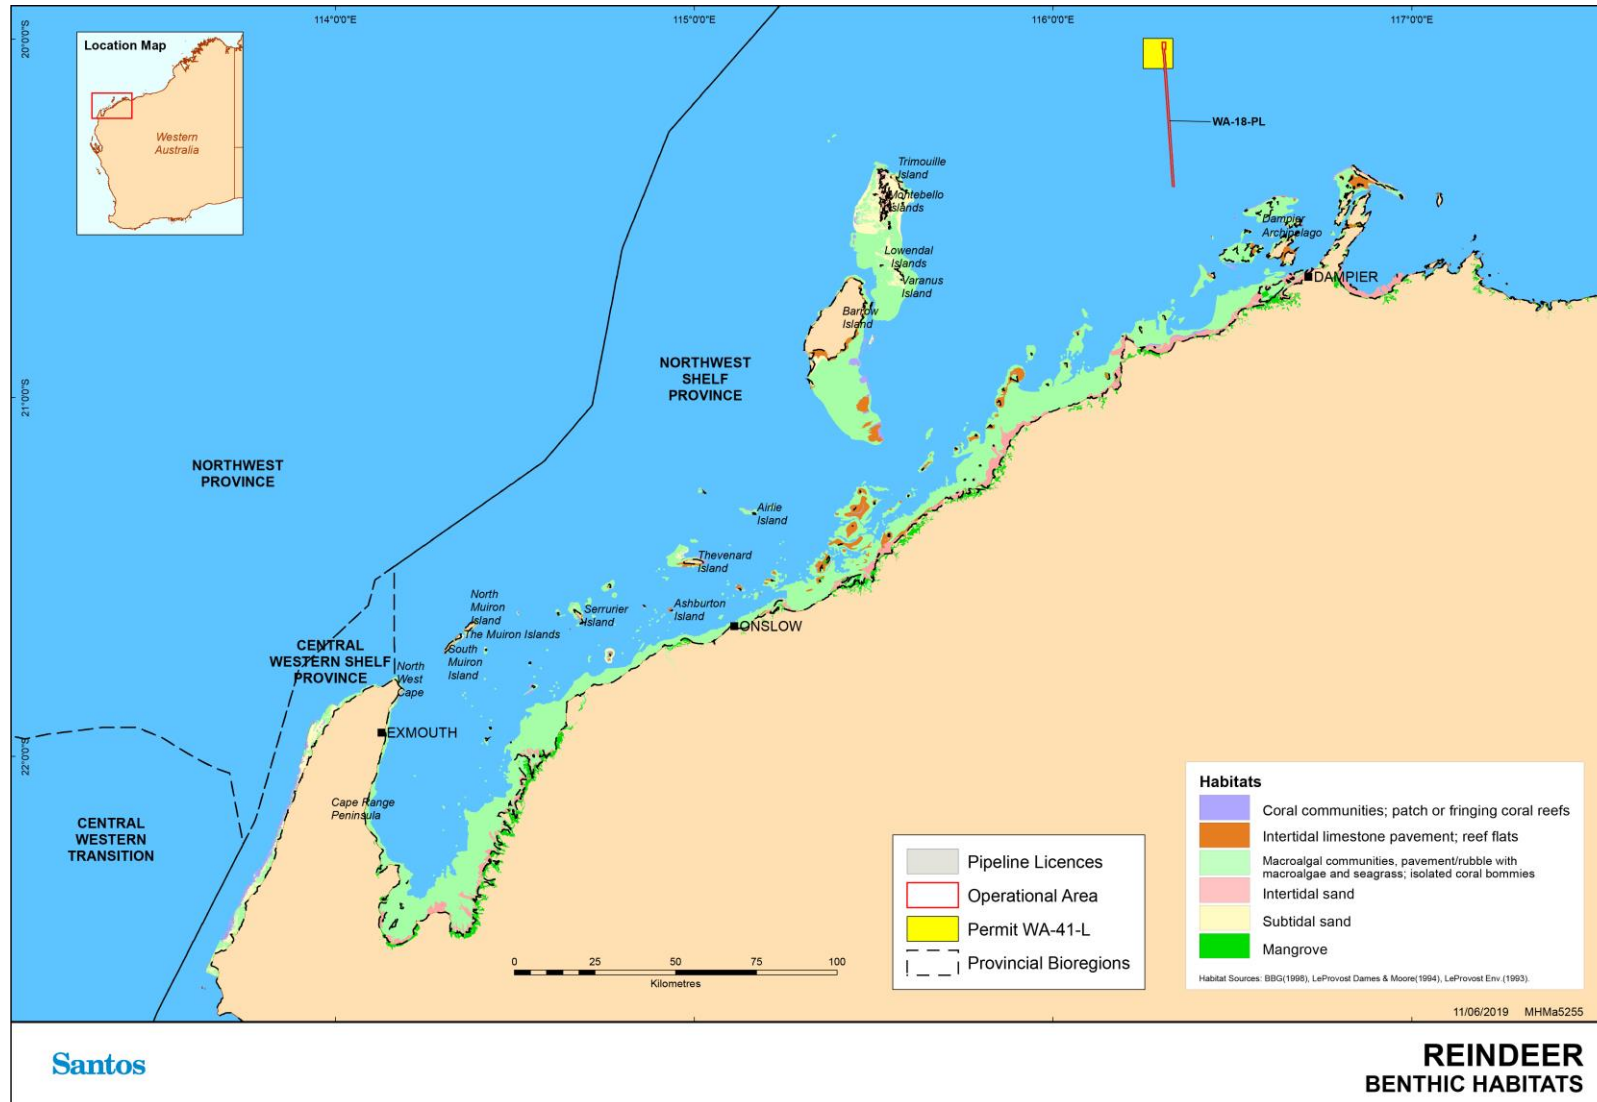 114°0'0"E
115°0'0"E
116°0'0"E
117°0'0"E
20°0'0"S
21°0'0"S
22°0'0"S
Location Map
Western
Australia
WA-18-PL
Trimouille
Island
Montebello
Islands
Lowendal
Islands
Varanus
Island
Barrow
Island
Dampier
Archipelago
DAMPIER
NORTHWEST
SHELF
PROVINCE
NORTHWEST
PROVINCE
Airlie
Island
Thevenard
Island
North
Muiron
Island
The Muiron Islands
South
Muiron
Island
Serrurier
Island
Ashburton
Island
ONSLOW
CENTRAL
WESTERN SHELF
PROVINCE
North
West
Cape
EXMOUTH
Cape Range
Peninsula
CENTRAL
WESTERN
TRANSITION
0 25 50 75 100
Kilometres
Pipeline Licences
Operational Area
Permit WA-41-L
Provincial Bioregions
Habitats
Coral communities; patch or fringing coral reefs
Intertidal limestone pavement; reef flats
Macroalgal communities, pavement/rubble with
macroalgae and seagrass; isolated coral bommies
Intertidal sand
Subtidal sand
Mangrove
Habitat Sources: BBG(1998), LeProvost Dames & Moore(1994), LeProvost Env.(1993).
11/06/2019 MHMa5255
Santos
REINDEER
BENTHIC HABITATS